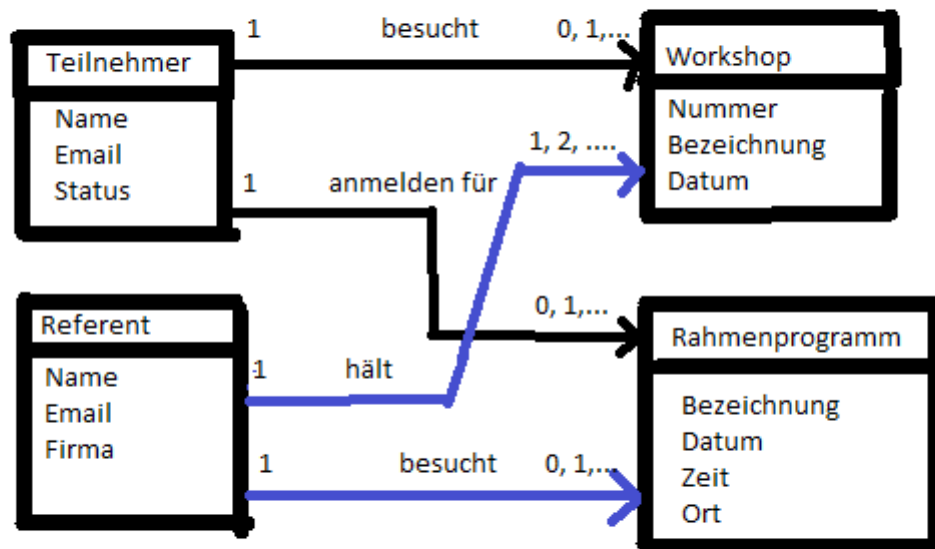 1 besucht 0, 1,...
Teilnehmer
Name
Email
Status
Workshop
Nummer
Bezeichnung
Datum
1, 2, ....
1 anmelden für
0, 1,...
Referent
Name
Email
Firma
1 hält
Rahmenprogramm
Bezeichnung
Datum
Zeit
Ort
1 besucht 0, 1,...